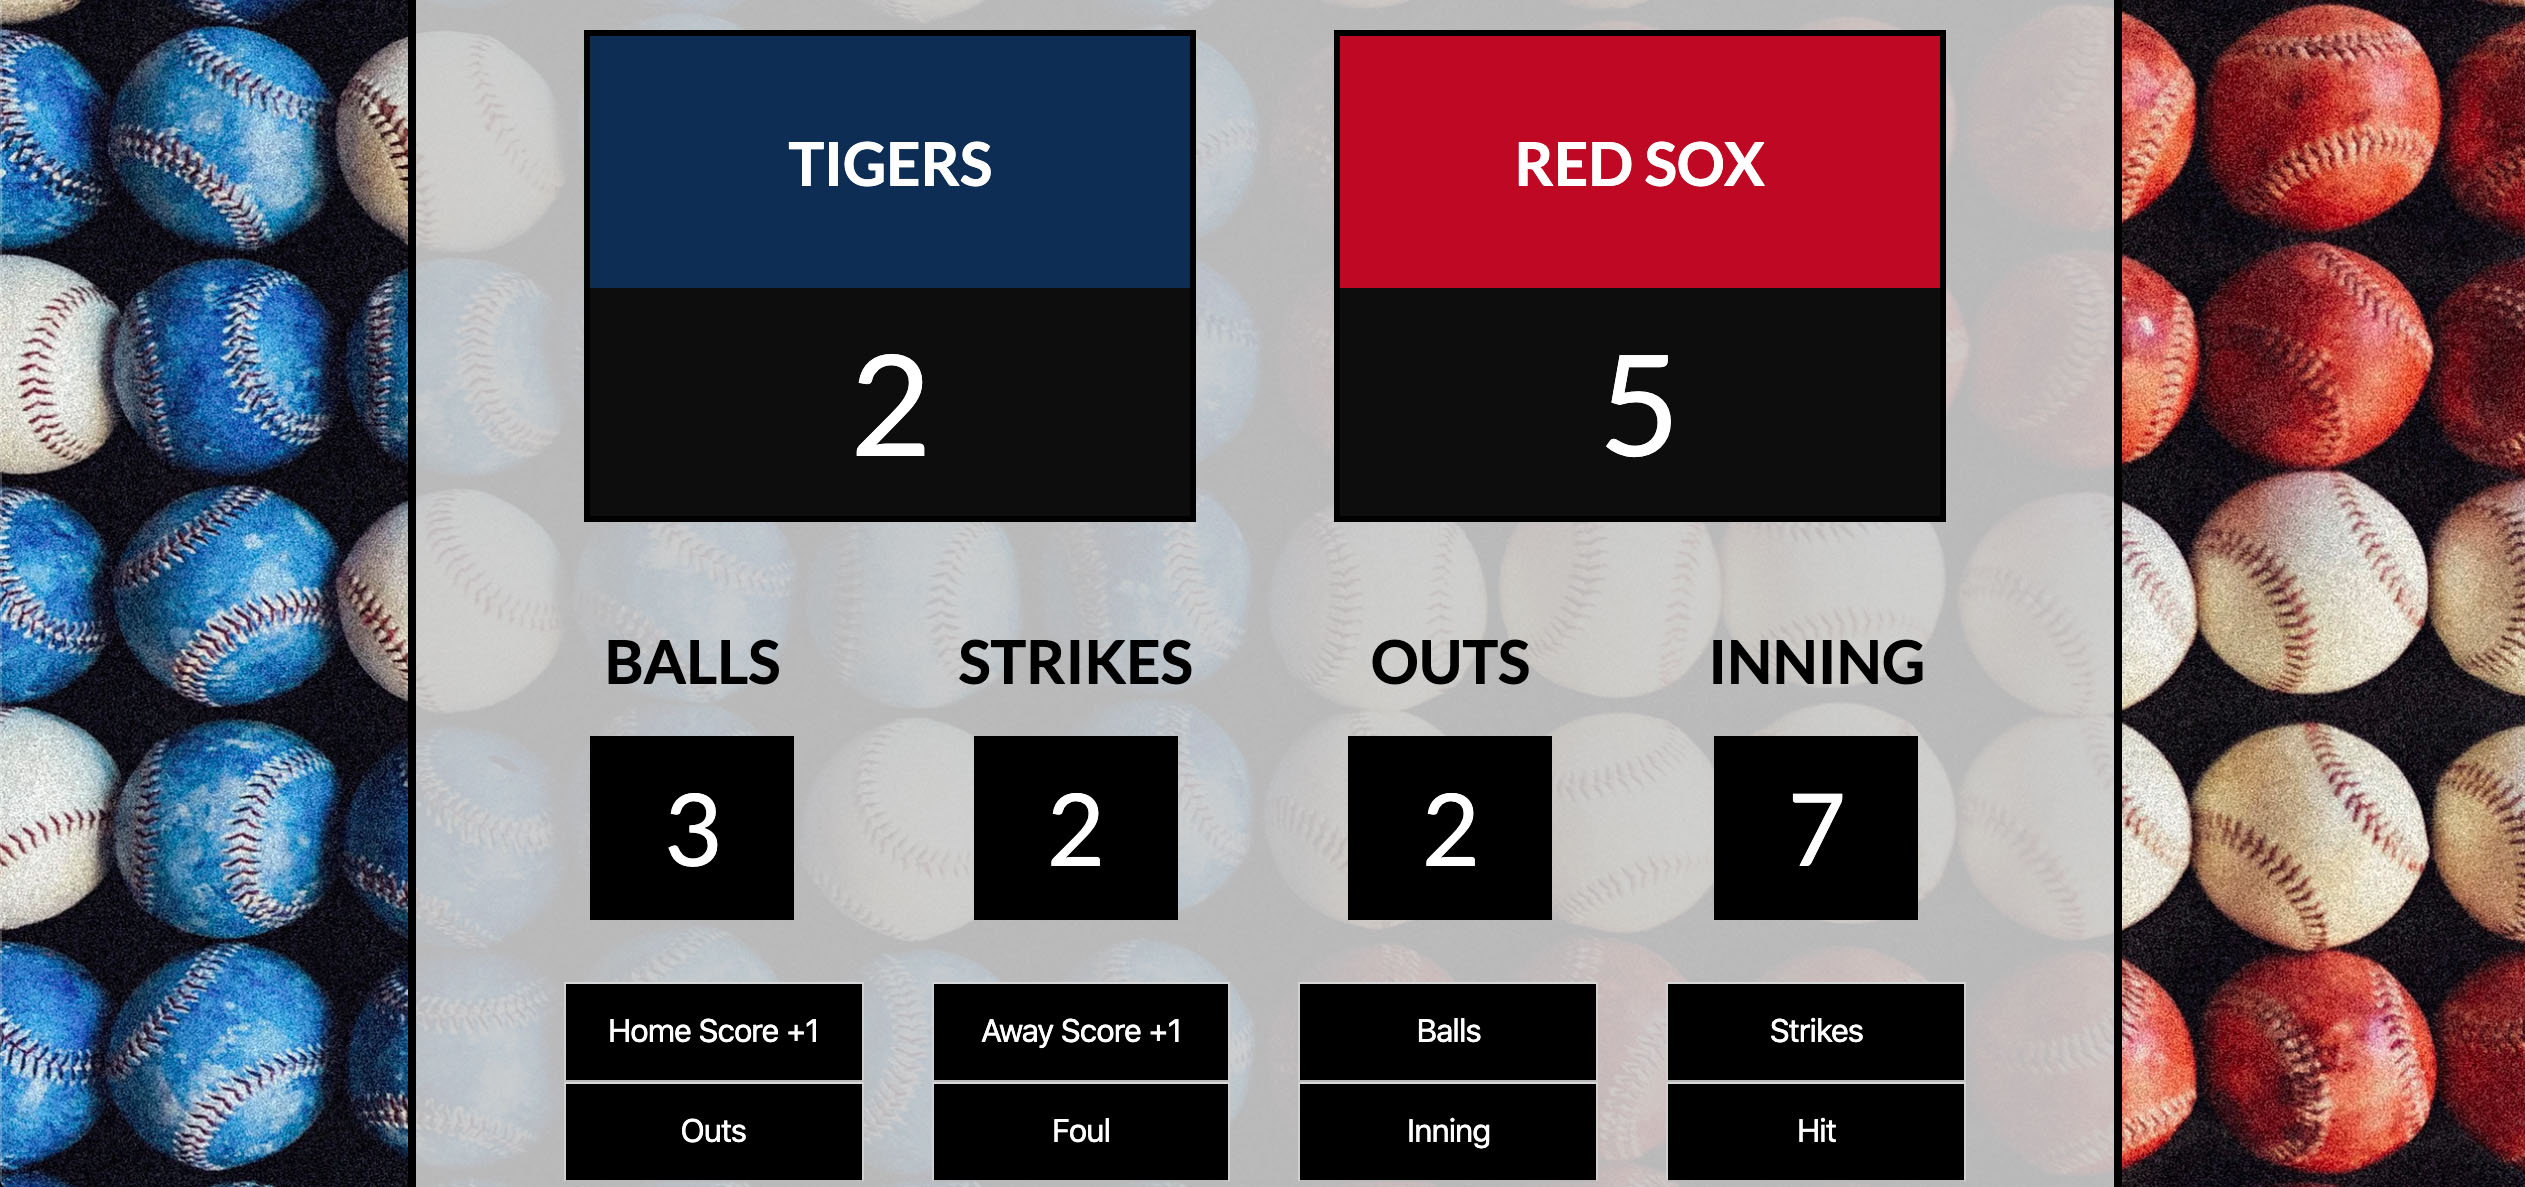 TIGERS
RED SOX
2
5
BALLS
STRIKES
OUTS
INNING
3
2
2
7
Home Score +1
Away Score +1
Balls
Strikes
Outs
Foul
Inning
Hit